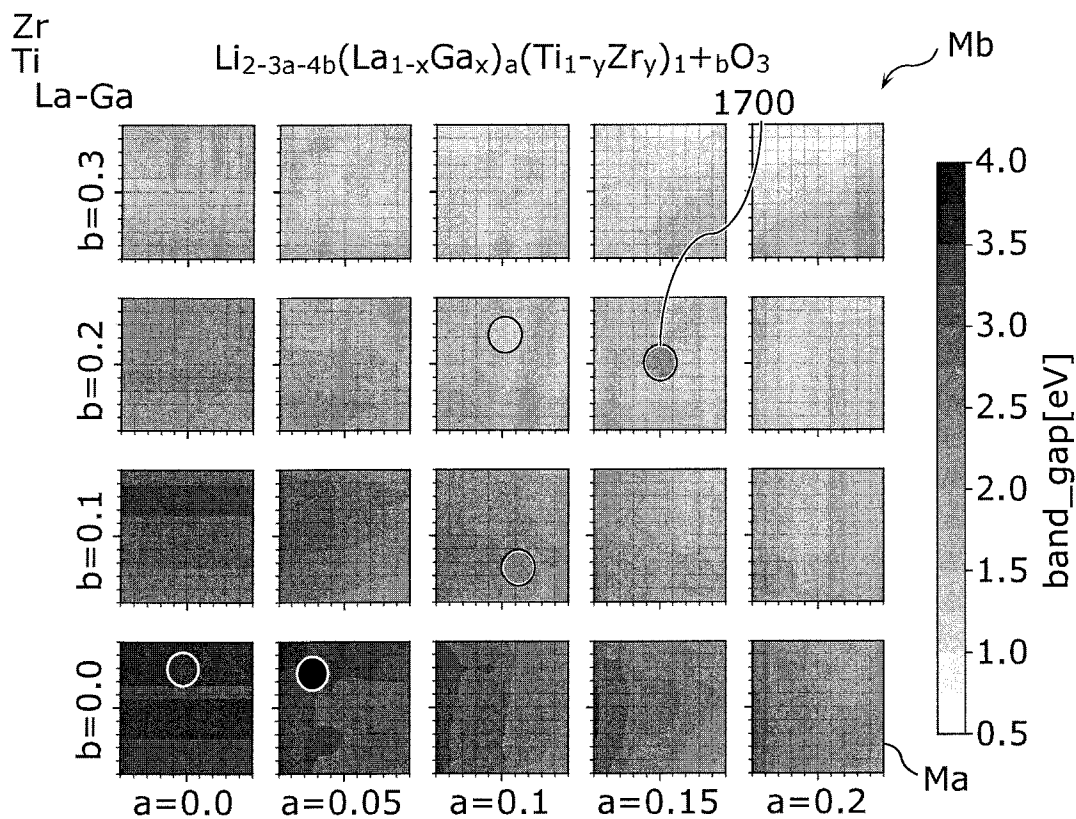 Zr
Ti
La-Ga
Li2-3a-4b(La1-xGax)a(Ti1-yZry)1+bO3
Mb
1700
b=0.3
b=0.2
b=0.1
b=0.0
a=0.0
a=0.05
a=0.1
a=0.15
a=0.2
4.0
3.5
3.0
2.5
2.0
1.5
1.0
0.5
band_gap[eV]
Ma